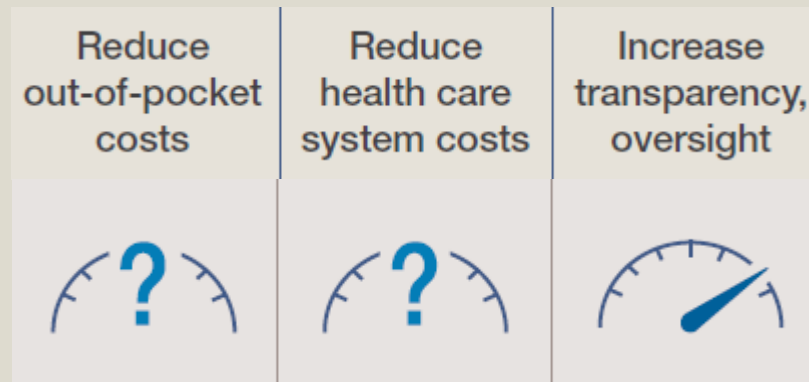 Reduce
out-of-pocket
costs
Reduce
health care
system costs
Increase
transparency,
oversight
?
?